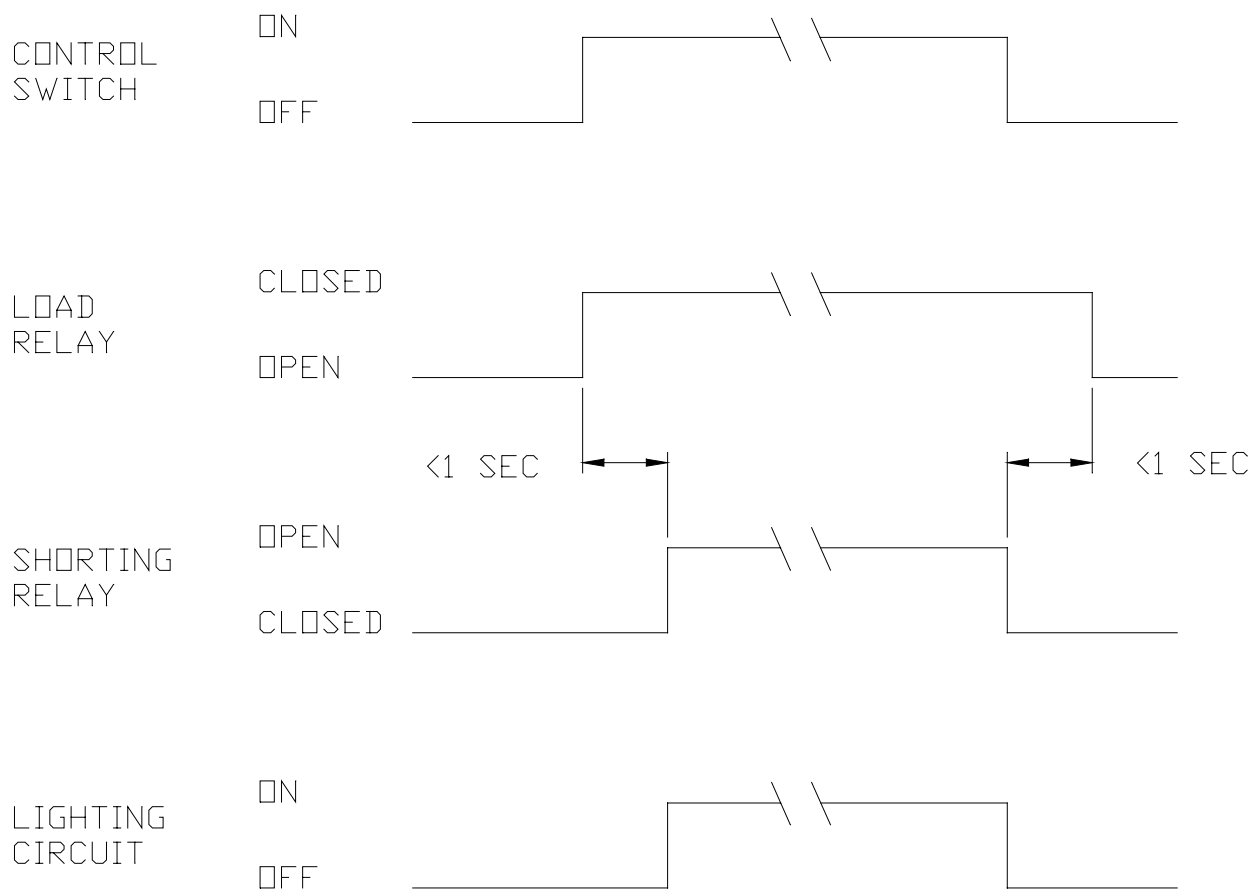 CONTROL
SWITCH
ON
OFF
LOAD
RELAY
CLOSED
OPEN
<1 SEC
<1 SEC
SHORTING
RELAY
OPEN
CLOSED
LIGHTING
CIRCUIT
ON
OFF